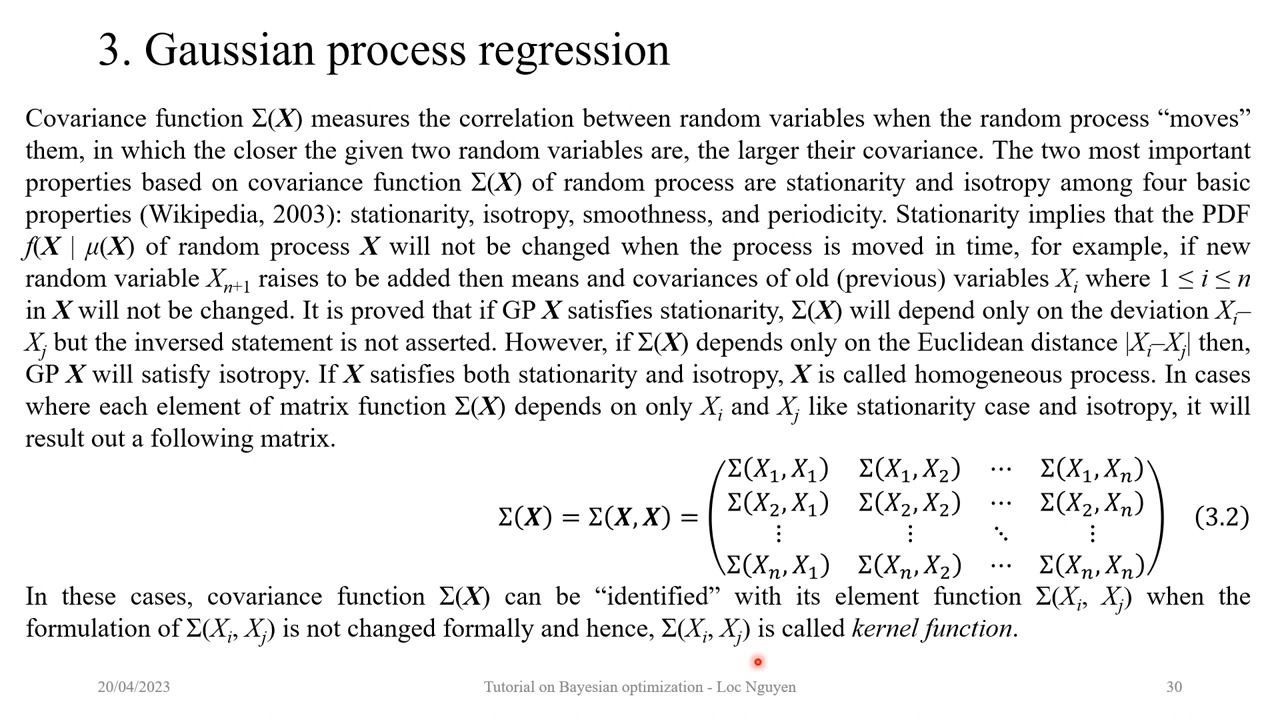 3. Gaussian process regression
Covariance function Σ(X) measures the correlation between random variables when the random process “moves”
them, in which the closer the given two random variables are, the larger their covariance. The two most important
properties based on covariance function Σ(X) of random process are stationarity and isotropy among four basic
properties (Wikipedia, 2003): stationarity, isotropy, smoothness, and periodicity. Stationarity implies that the PDF
f(X | μ(X) of random process X will not be changed when the process is moved in time, for example, if new
random variable Xₙ₊₁ raises to be added then means and covariances of old (previous) variables Xᵢ where 1 ≤ i ≤ n
in X will not be changed. It is proved that if GP X satisfies stationarity, Σ(X) will depend only on the deviation Xᵢ–
Xⱼ but the inversed statement is not asserted. However, if Σ(X) depends only on the Euclidean distance |Xᵢ–Xⱼ| then,
GP X will satisfy isotropy. If X satisfies both stationarity and isotropy, X is called homogeneous process. In cases
where each element of matrix function Σ(X) depends on only Xᵢ and Xⱼ like stationarity case and isotropy, it will
result out a following matrix.
Σ(X₁, X₁) Σ(X₁, X₂) ⋯ Σ(X₁, Xₙ)
Σ(X₂, X₁) Σ(X₂, X₂) ⋯ Σ(X₂, Xₙ)
Σ(X) = Σ(X, X) = (3.2)
⋮ ⋮ ⋱ ⋮
Σ(Xₙ, X₁) Σ(Xₙ, X₂) ⋯ Σ(Xₙ, Xₙ)
In these cases, covariance function Σ(X) can be “identified” with its element function Σ(Xᵢ, Xⱼ) when the
formulation of Σ(Xᵢ, Xⱼ) is not changed formally and hence, Σ(Xᵢ, Xⱼ) is called kernel function.
20/04/2023 Tutorial on Bayesian optimization - Loc Nguyen 30